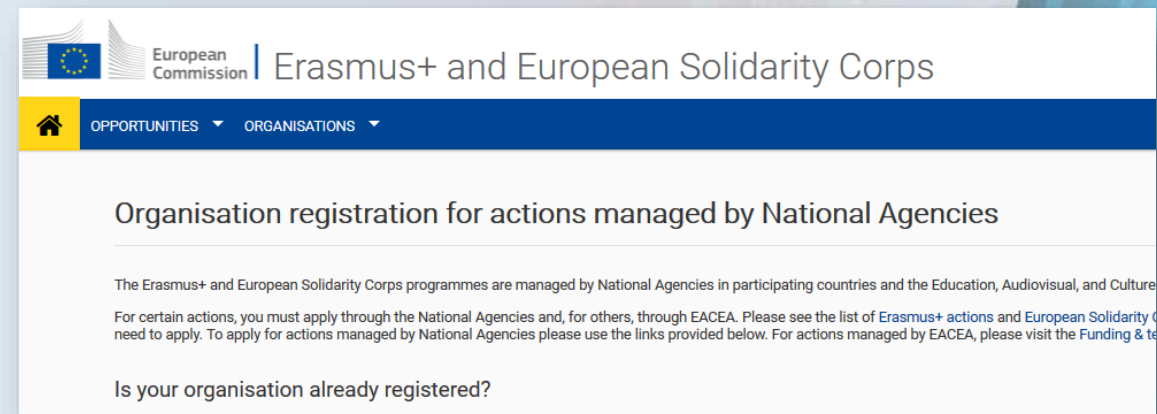 European
Commission
Erasmus+ and European Solidarity Corps
OPPORTUNITIES ORGANISATIONS
Organisation registration for actions managed by National Agencies
The Erasmus+ and European Solidarity Corps programmes are managed by National Agencies in participating countries and the Education, Audiovisual, and Culture
For certain actions, you must apply through the National Agencies and, for others, through EACEA. Please see the list of Erasmus+ actions and European Solidarity
need to apply. To apply for actions managed by National Agencies please use the links provided below. For actions managed by EACEA, please visit the Funding &
Is your organisation already registered?